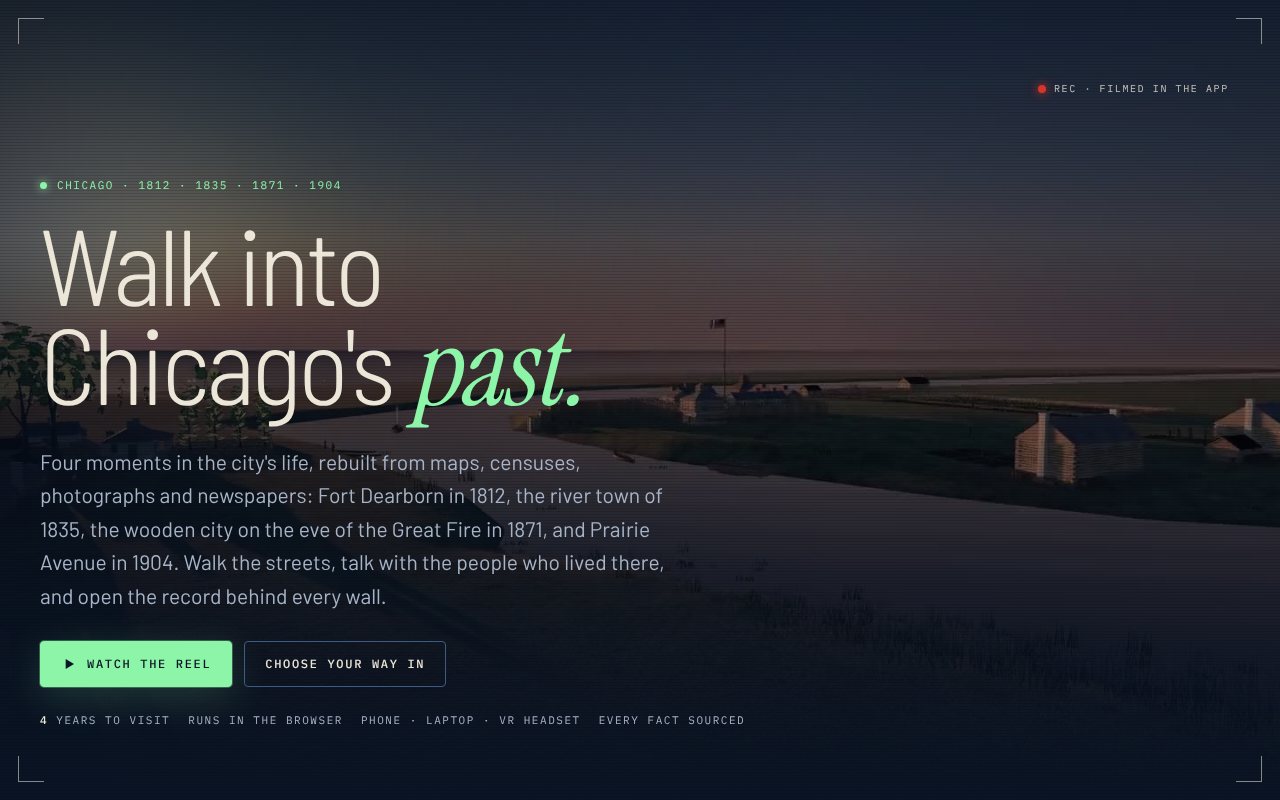 REC · FILMED IN THE APP
CHICAGO · 1812 · 1835 · 1871 · 1904
Walk into
Chicago's past.
Four moments in the city's life, rebuilt from maps, censuses,
photographs and newspapers: Fort Dearborn in 1812, the river town of
1835, the wooden city on the eve of the Great Fire in 1871, and Prairie
Avenue in 1904. Walk the streets, talk with the people who lived there,
and open the record behind every wall.
WATCH THE REEL
CHOOSE YOUR WAY IN
4 YEARS TO VISIT RUNS IN THE BROWSER PHONE · LAPTOP · VR HEADSET EVERY FACT SOURCED